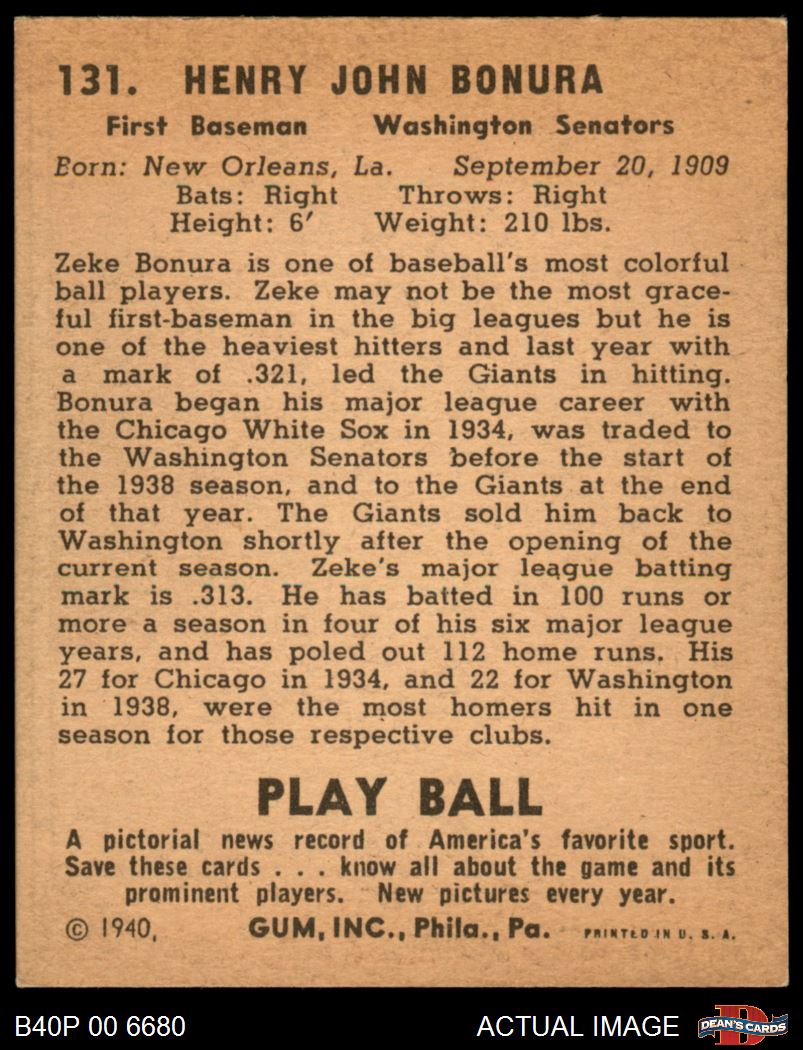 131. HENRY JOHN BONURA
First Baseman Washington Senators
Born: New Orleans, La. September 20, 1909
Bats: Right Throws: Right
Height: 6′ Weight: 210 lbs.
Zeke Bonura is one of baseball's most colorful
ball players. Zeke may not be the most grace-
ful first-baseman in the big leagues but he is
one of the heaviest hitters and last year with
a mark of .321, led the Giants in hitting.
Bonura began his major league career with
the Chicago White Sox in 1934, was traded to
the Washington Senators before the start of
the 1938 season, and to the Giants at the end
of that year. The Giants sold him back to
Washington shortly after the opening of the
current season. Zeke's major league batting
mark is .313. He has batted in 100 runs or
more a season in four of his six major league
years, and has poled out 112 home runs. His
27 for Chicago in 1934, and 22 for Washington
in 1938, were the most homers hit in one
season for those respective clubs.
PLAY BALL
A pictorial news record of America's favorite sport.
Save these cards . . . know all about the game and its
prominent players. New pictures every year.
© 1940, GUM, INC., Phila., Pa. PRINTED IN U. S. A.
B40P 00 6680 ACTUAL IMAGE DEAN'S CARDS